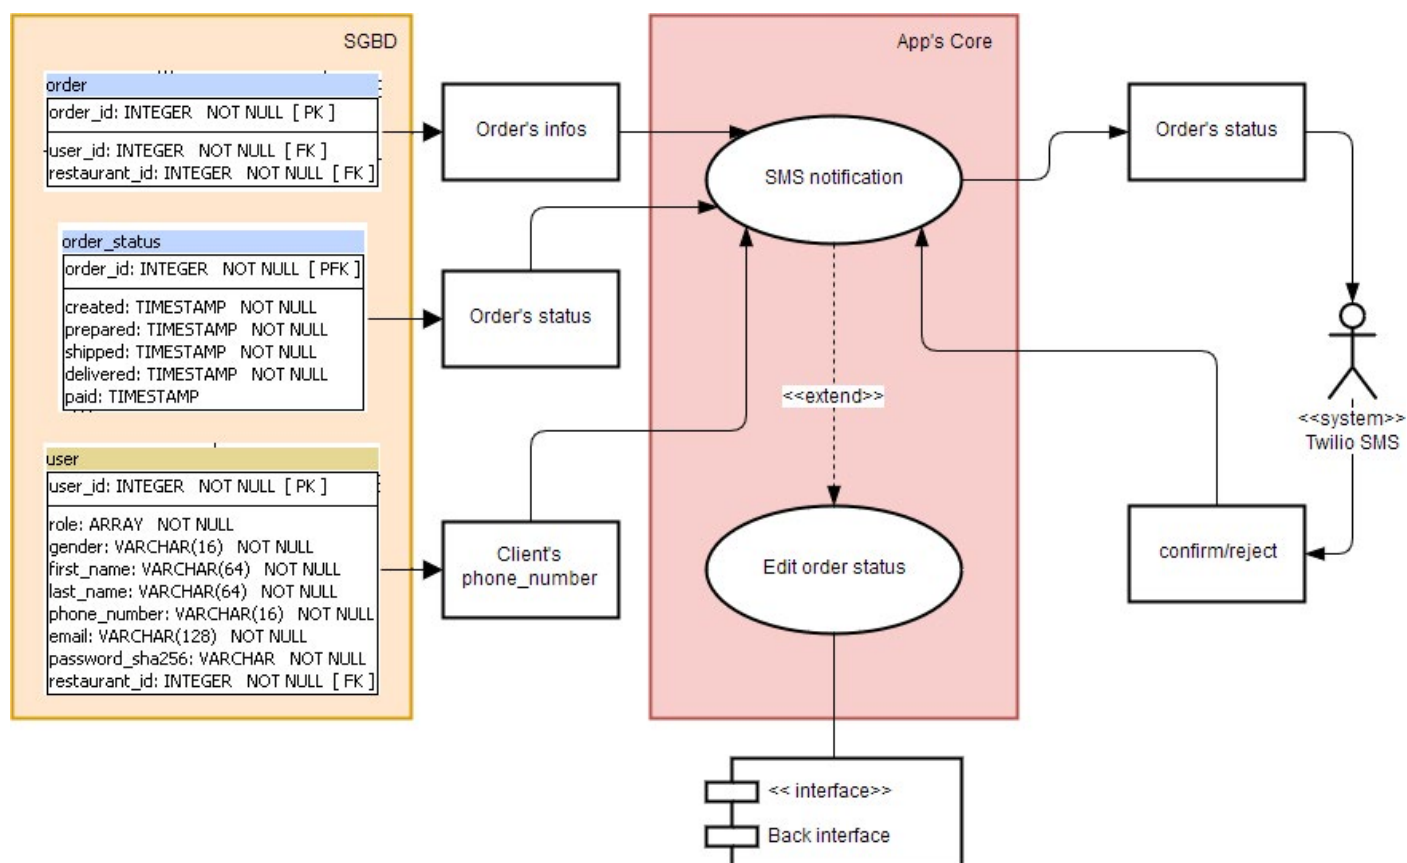 SGBD
order
order_id: INTEGER NOT NULL [ PK ]
user_id: INTEGER NOT NULL [ FK ]
restaurant_id: INTEGER NOT NULL [ FK ]
order_status
order_id: INTEGER NOT NULL [ PFK ]
created: TIMESTAMP NOT NULL
prepared: TIMESTAMP NOT NULL
shipped: TIMESTAMP NOT NULL
delivered: TIMESTAMP NOT NULL
paid: TIMESTAMP
user
user_id: INTEGER NOT NULL [ PK ]
role: ARRAY NOT NULL
gender: VARCHAR(16) NOT NULL
first_name: VARCHAR(64) NOT NULL
last_name: VARCHAR(64) NOT NULL
phone_number: VARCHAR(16) NOT NULL
email: VARCHAR(128) NOT NULL
password_sha256: VARCHAR NOT NULL
restaurant_id: INTEGER NOT NULL [ FK ]
Order's infos
Order's status
Client's
phone_number
App's Core
SMS notification
<<extend>>
Edit order status
<< interface>>
Back interface
Order's status
<<system>>
Twilio SMS
confirm/reject